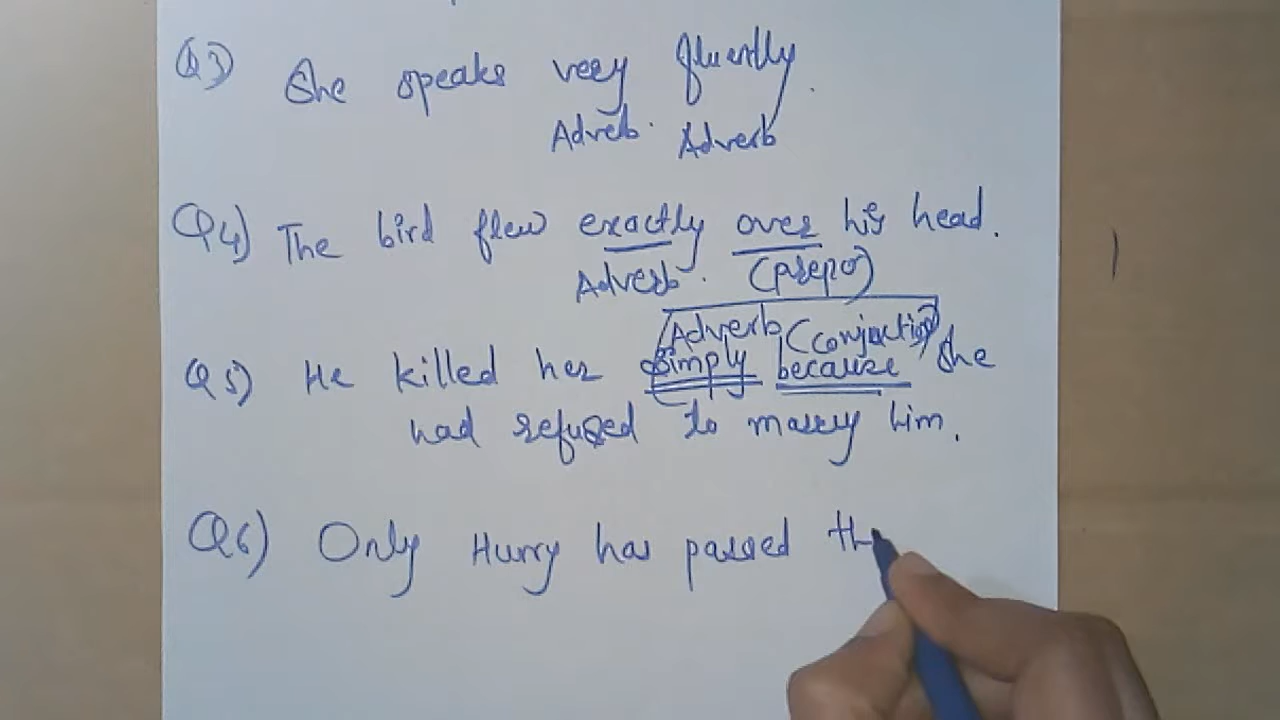 Q3) She speaks very fluently.
Adverb. Adverb
Q4) The bird flew exactly over his head.
Adverb. (prepo)
Adverb (conjuction)
Q5) He killed her simply because she
had refused to marry him.
Q6) Only Hurry has passed th